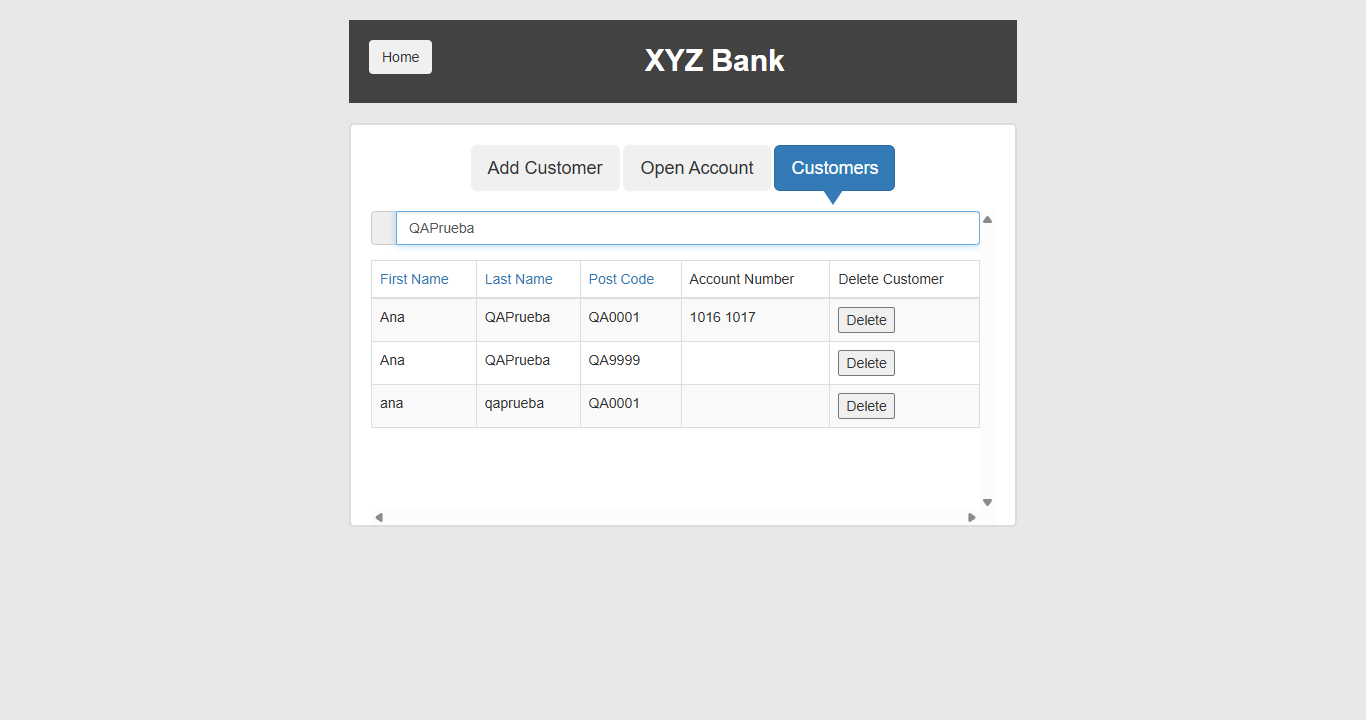 Home
XYZ Bank
Add Customer Open Account Customers
QAPrueba
First Name Last Name Post Code Account Number Delete Customer
Ana QAPrueba QA0001 1016 1017 Delete
Ana QAPrueba QA9999 Delete
ana qaprueba QA0001 Delete